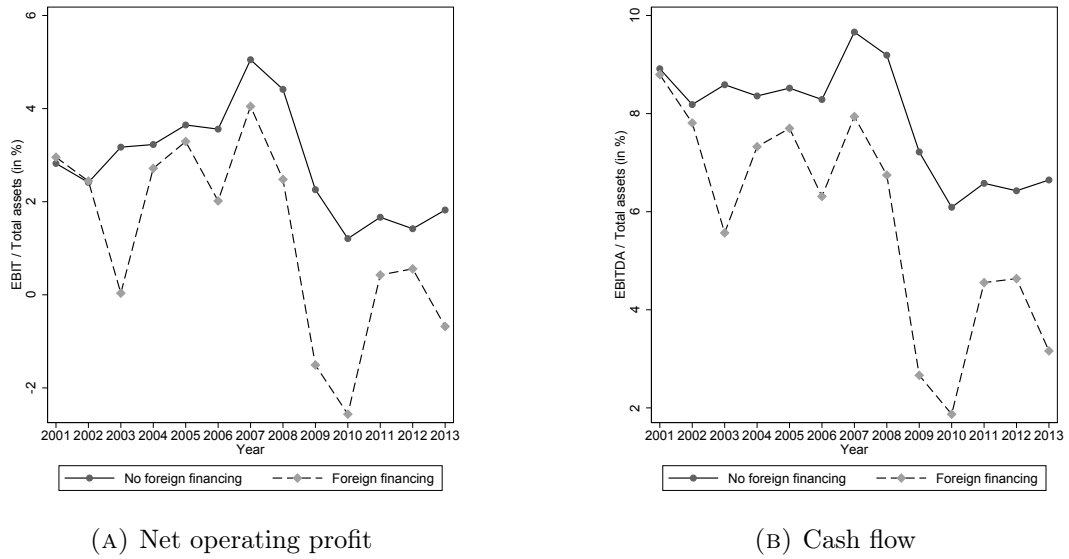 6
4
2
0
-2
EBIT / Total assets (in %)
2001 2002 2003 2004 2005 2006 2007 2008 2009 2010 2011 2012 2013
Year
No foreign financing Foreign financing
(A) Net operating profit
10
8
6
4
2
EBITDA / Total assets (in %)
2001 2002 2003 2004 2005 2006 2007 2008 2009 2010 2011 2012 2013
Year
No foreign financing Foreign financing
(B) Cash flow